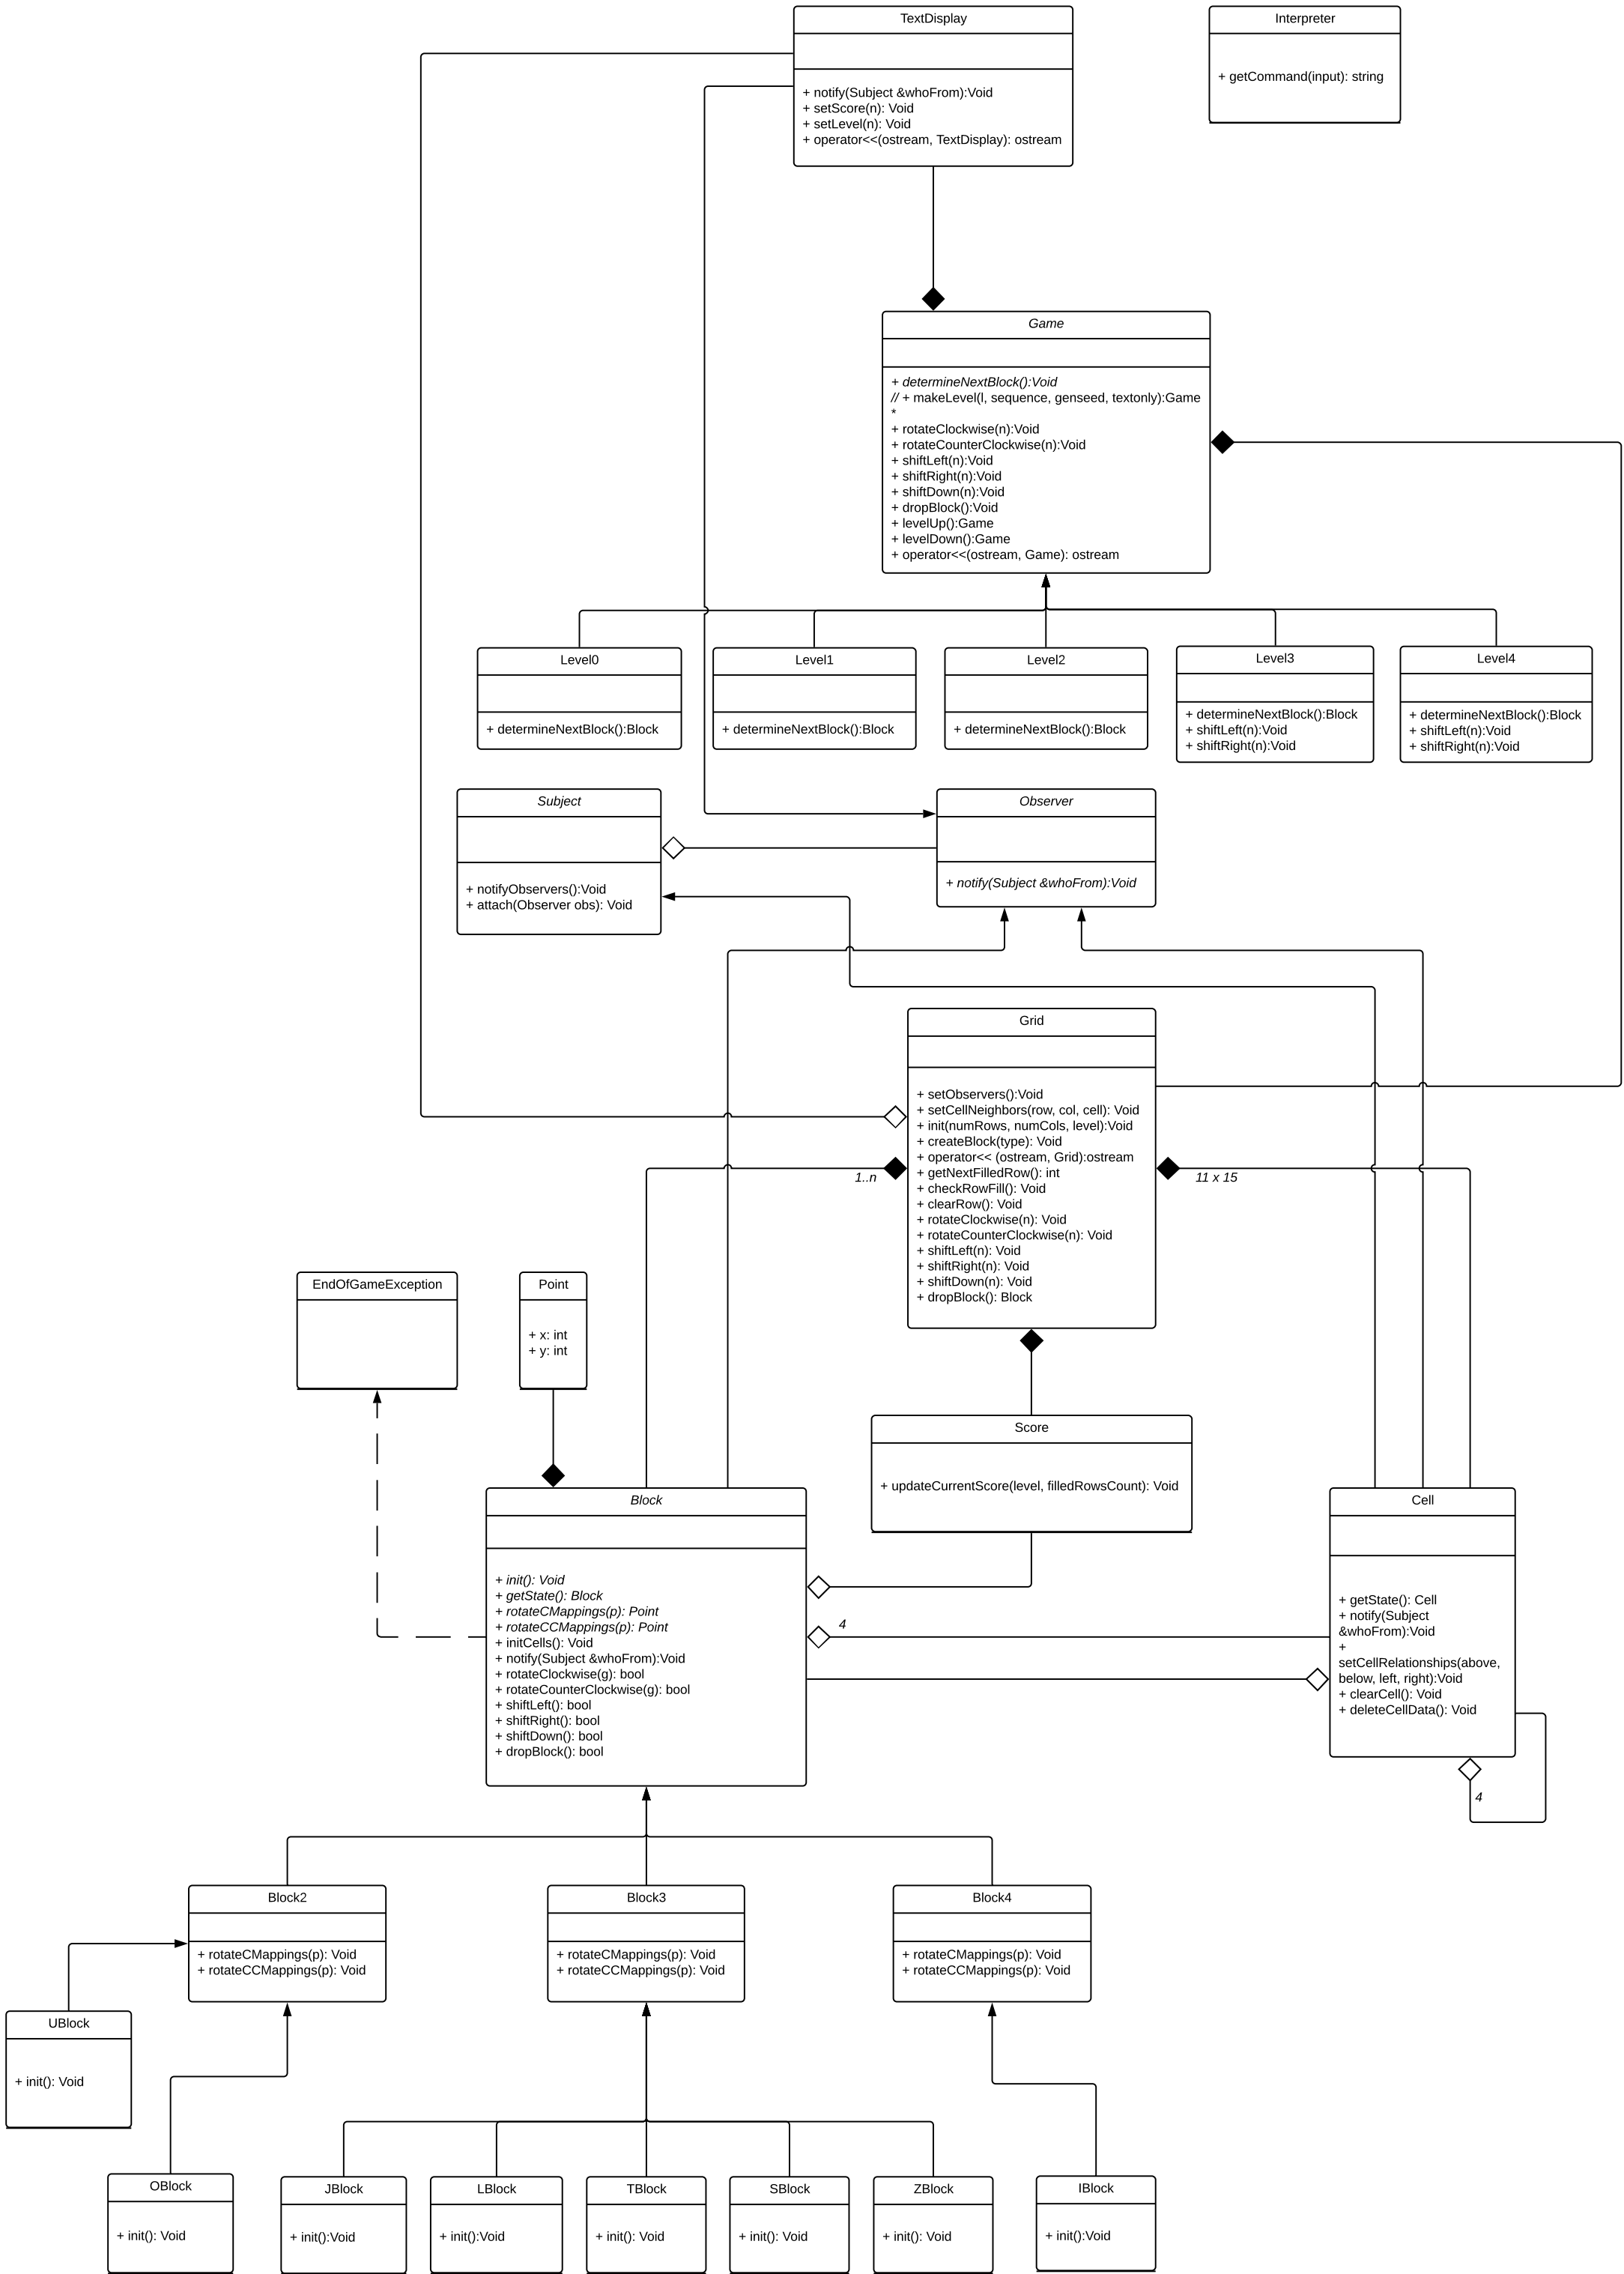 TextDisplay
+ notify(Subject &whoFrom):Void
+ setScore(n): Void
+ setLevel(n): Void
+ operator<<(ostream, TextDisplay): ostream
Interpreter
+ getCommand(input): string
Game
+ determineNextBlock():Void
// + makeLevel(l, sequence, genseed, textonly):Game
*
+ rotateClockwise(n):Void
+ rotateCounterClockwise(n):Void
+ shiftLeft(n):Void
+ shiftRight(n):Void
+ shiftDown(n):Void
+ dropBlock():Void
+ levelUp():Game
+ levelDown():Game
+ operator<<(ostream, Game): ostream
Level0
+ determineNextBlock():Block
Level1
+ determineNextBlock():Block
Level2
+ determineNextBlock():Block
Level3
+ determineNextBlock():Block
+ shiftLeft(n):Void
+ shiftRight(n):Void
Level4
+ determineNextBlock():Block
+ shiftLeft(n):Void
+ shiftRight(n):Void
Subject
+ notifyObservers():Void
+ attach(Observer obs): Void
Observer
+ notify(Subject &whoFrom):Void
Grid
+ setObservers():Void
+ setCellNeighbors(row, col, cell): Void
+ init(numRows, numCols, level):Void
+ createBlock(type): Void
+ operator<< (ostream, Grid):ostream
+ getNextFilledRow(): int
+ checkRowFill(): Void
+ clearRow(): Void
+ rotateClockwise(n): Void
+ rotateCounterClockwise(n): Void
+ shiftLeft(n): Void
+ shiftRight(n): Void
+ shiftDown(n): Void
+ dropBlock(): Block
1..n
11 x 15
EndOfGameException
Point
+ x: int
+ y: int
Score
+ updateCurrentScore(level, filledRowsCount): Void
Block
+ init(): Void
+ getState(): Block
+ rotateCMappings(p): Point
+ rotateCCMappings(p): Point
+ initCells(): Void
+ notify(Subject &whoFrom):Void
+ rotateClockwise(g): bool
+ rotateCounterClockwise(g): bool
+ shiftLeft(): bool
+ shiftRight(): bool
+ shiftDown(): bool
+ dropBlock(): bool
4
Cell
+ getState(): Cell
+ notify(Subject
&whoFrom):Void
+
setCellRelationships(above,
below, left, right):Void
+ clearCell(): Void
+ deleteCellData(): Void
4
Block2
+ rotateCMappings(p): Void
+ rotateCCMappings(p): Void
Block3
+ rotateCMappings(p): Void
+ rotateCCMappings(p): Void
Block4
+ rotateCMappings(p): Void
+ rotateCCMappings(p): Void
UBlock
+ init(): Void
OBlock
+ init(): Void
JBlock
+ init():Void
LBlock
+ init():Void
TBlock
+ init(): Void
SBlock
+ init(): Void
ZBlock
+ init(): Void
IBlock
+ init():Void